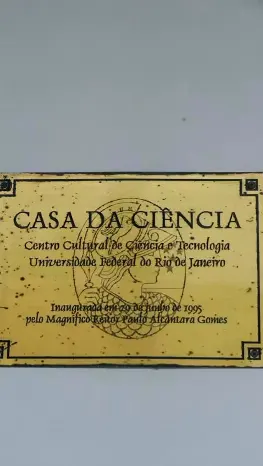 CASA DA CIÊNCIA
Centro Cultural de Ciência e Tecnologia
Universidade Federal do Rio de Janeiro
Inaugurada em de junho de 1995
pelo Magnífico Reitor Paulo Alcântara Gomes